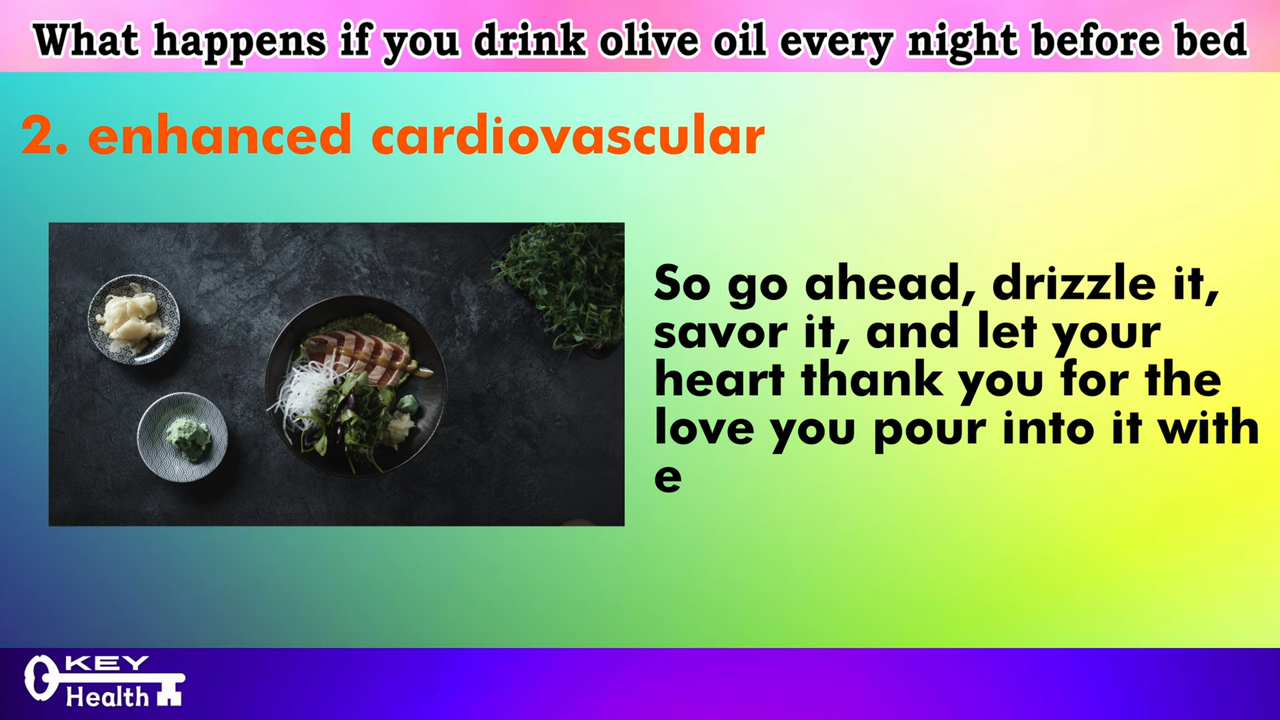 What happens if you drink olive oil every night before bed
2. enhanced cardiovascular
So go ahead, drizzle it,
savor it, and let your
heart thank you for the
love you pour into it with
e
KEY
Health